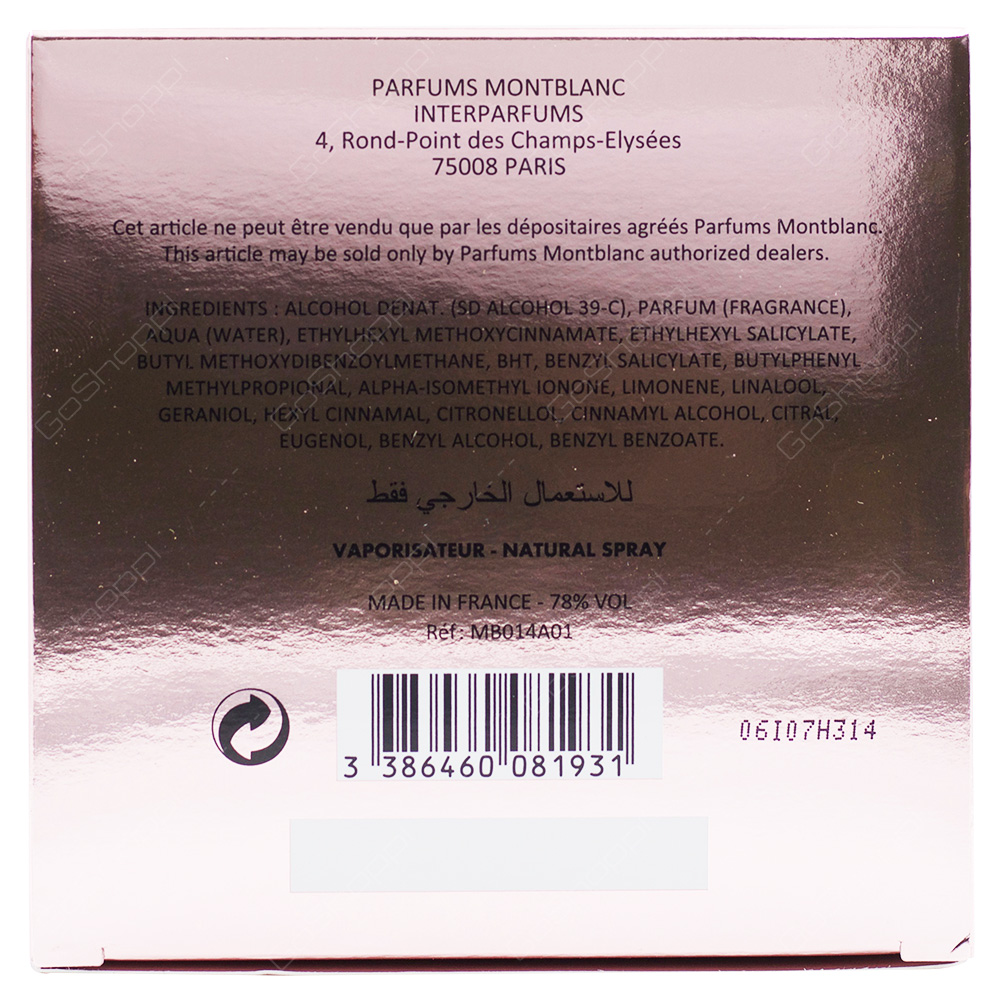 PARFUMS MONTBLANC
INTERPARFUMS
4, Rond-Point des Champs-Elysées
75008 PARIS
Cet article ne peut être vendu que par les dépositaires agréés Parfums Montblanc.
This article may be sold only by Parfums Montblanc authorized dealers.
INGREDIENTS : ALCOHOL DENAT. (SD ALCOHOL 39-C), PARFUM (FRAGRANCE),
AQUA (WATER), ETHYLHEXYL METHOXYCINNAMATE, ETHYLHEXYL SALICYLATE,
BUTYL METHOXYDIBENZOYLMETHANE, BHT, BENZYL SALICYLATE, BUTYLPHENYL
METHYLPROPIONAL, ALPHA-ISOMETHYL IONONE, LIMONENE, LINALOOL,
GERANIOL, HEXYL CINNAMAL, CITRONELLOL, CINNAMYL ALCOHOL, CITRAL,
EUGENOL, BENZYL ALCOHOL, BENZYL BENZOATE.
للاستعمال الخارجي فقط
VAPORISATEUR - NATURAL SPRAY
MADE IN FRANCE - 78% VOL
Réf : MB014A01
3 386460 081931
06I07H314